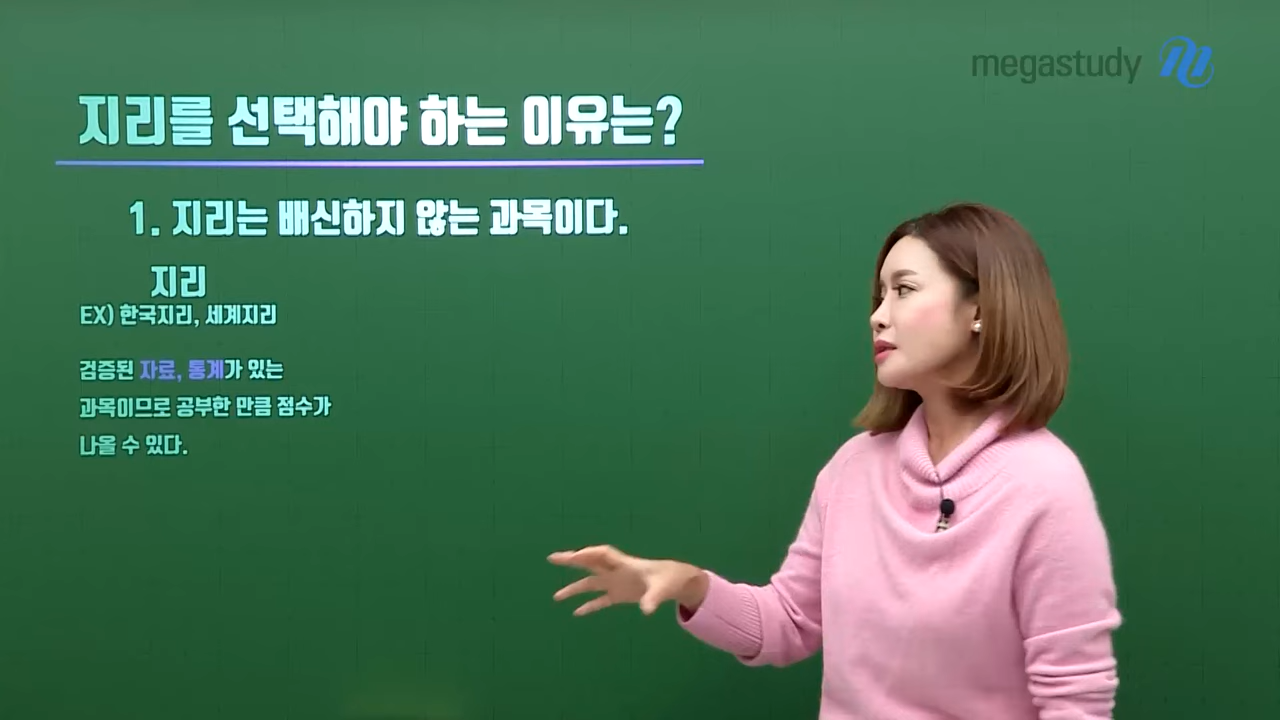 megastudy
지리를 선택해야 하는 이유는?
1. 지리는 배신하지 않는 과목이다.
지리
EX) 한국지리, 세계지리
검증된 자료, 통계가 있는
과목이므로 공부한 만큼 점수가
나올 수 있다.